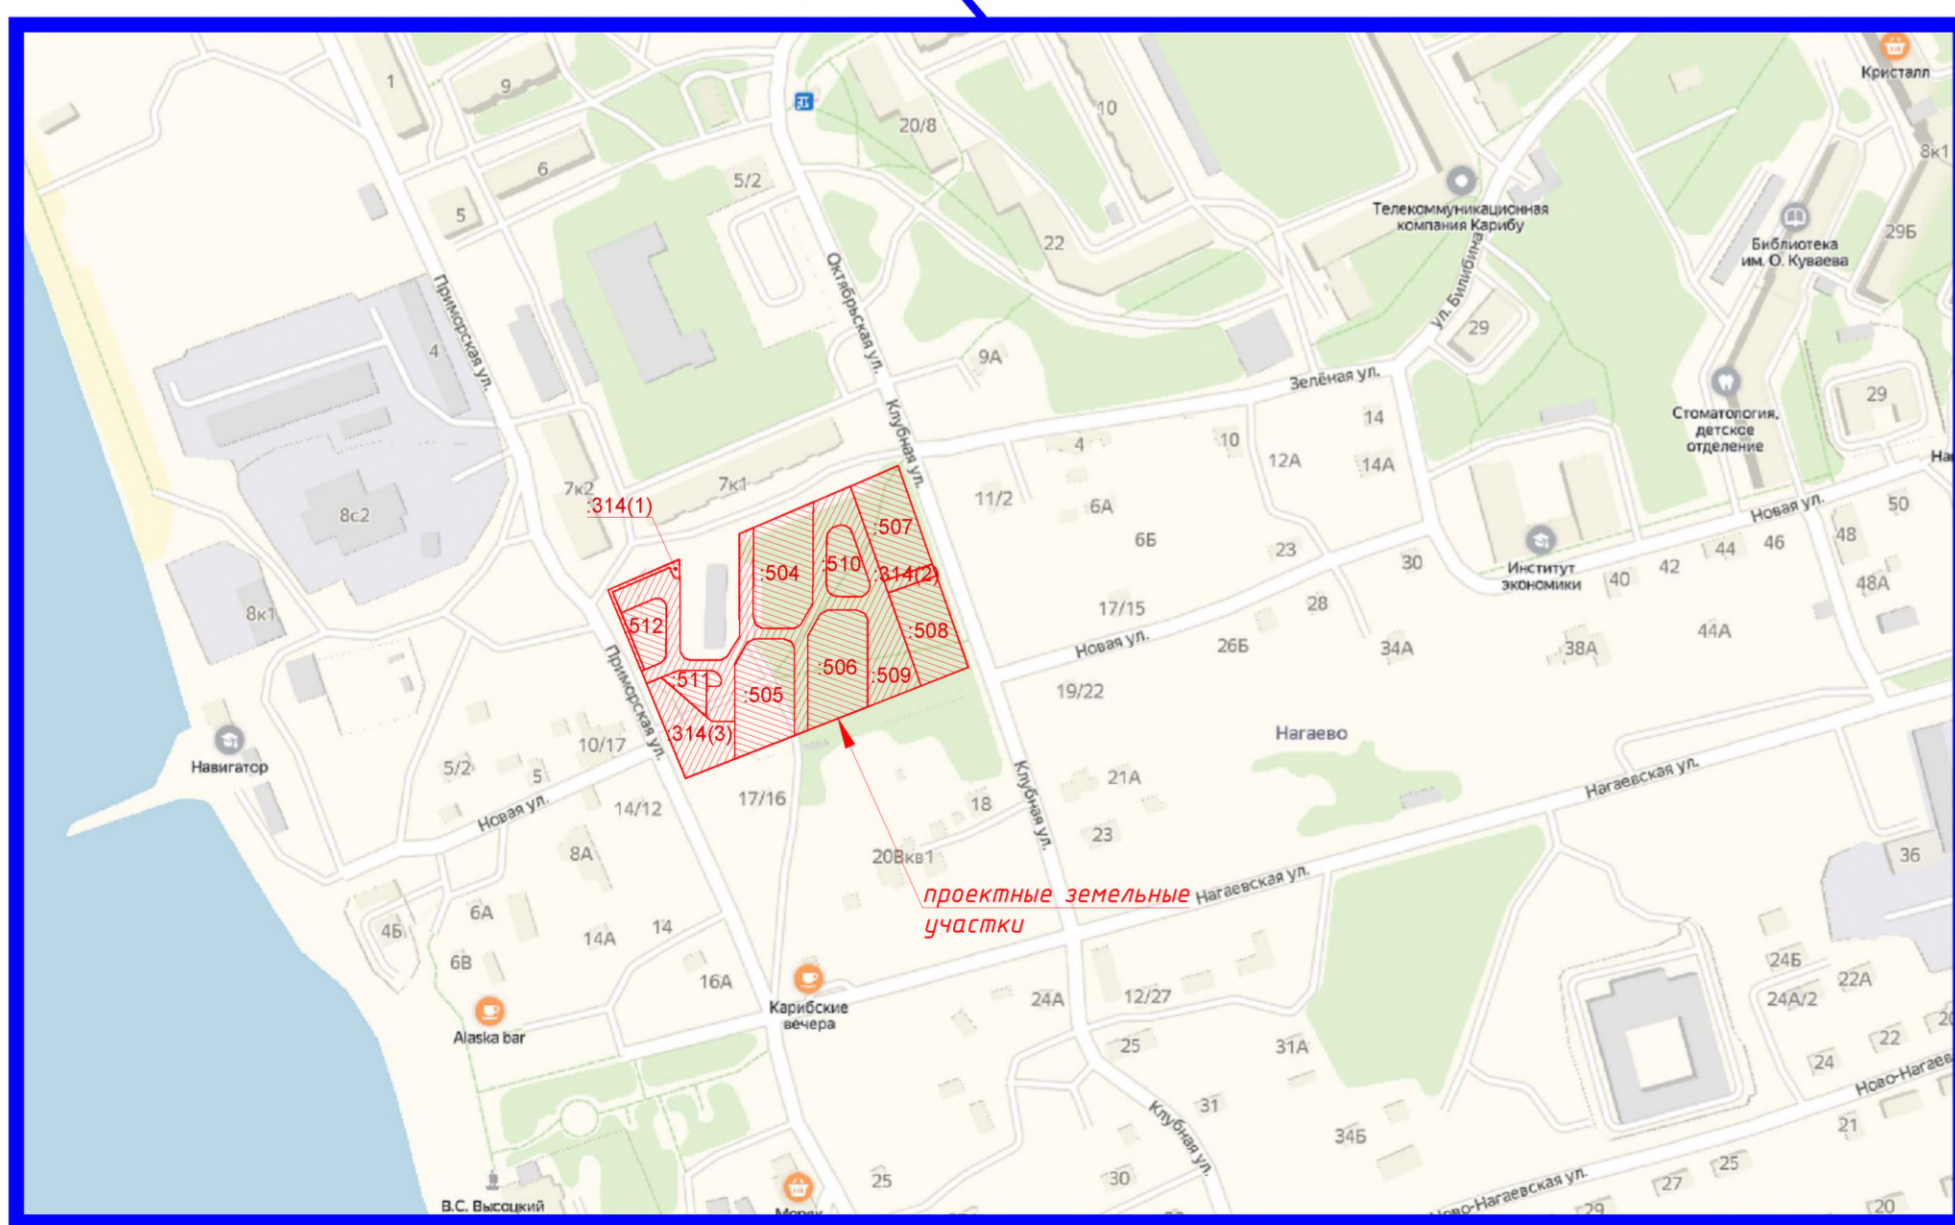 Кристалл
1
9
10
20/8
8к1
6
5/2
5
Телекоммуникационная
компания Карибу
22
Библиотека
им. О. Куваева
29Б
Приморская ул.
Октябрьская ул.
ул. Билибина
4
29
9А
Зелёная ул.
29
Клубная ул.
14
Стоматология,
детское
отделение
4
10
12А
14А
7к2
7к1
:314(1)
8с2
11/2
6А
Новая ул.
50
:507
6Б
23
30
Институт
экономики
44
46
48
42
40
48А
:504
:510
:314(2)
8к1
512
17/15
28
:508
44А
Новая ул.
26Б
34А
38А
Приморская ул.
:511
:505
:506
:509
19/22
:314(3)
Нагаево
10/17
Навигатор
5/2
5
17/16
18
21А
Нагаевская ул.
Новая ул.
14/12
Клубная ул.
23
8А
20Вкв1
36
проектные земельные
участки
Нагаевская ул.
6А
4Б
14А
14
6В
16А
24Б
22А
Карибские
вечера
24А
12/27
24А/2
Alaska bar
25
31А
22
24
Ново-Нагаев
Клубная ул.
31
34Б
21
25
30
25
27
В.С. Высоцкий
Моряк
Ново-Нагаевская ул.
29
20